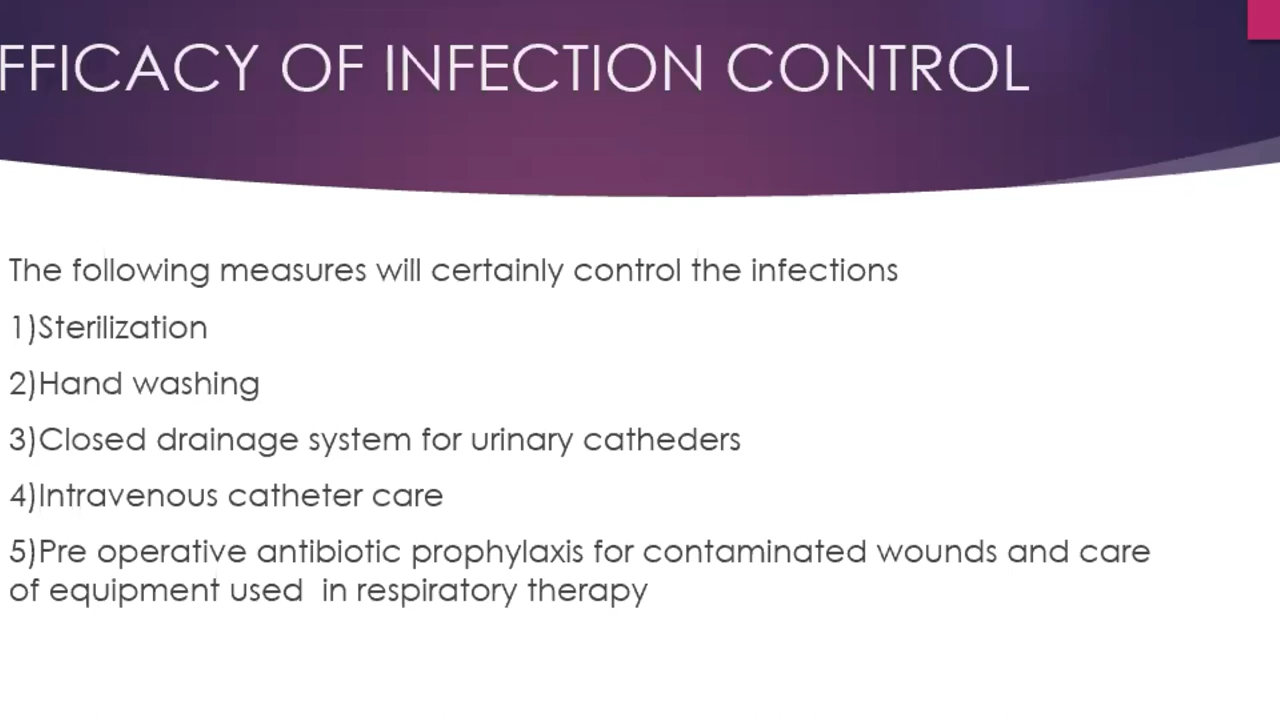 FFICACY OF INFECTION CONTROL
The following measures will certainly control the infections
1)Sterilization
2)Hand washing
3)Closed drainage system for urinary catheders
4)Intravenous catheter care
5)Pre operative antibiotic prophylaxis for contaminated wounds and care
of equipment used  in respiratory therapy